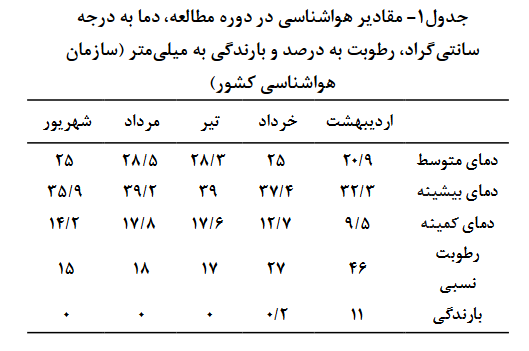 جدول۱- مقادیر هواشناسی در دوره مطالعه، دما به درجه
سانتی‌گراد، رطوبت به درصد و بارندگی به میلی‌متر (سازمان
هواشناسی کشور)
اردیبهشت خرداد تیر مرداد شهریور
دمای متوسط ۲۰/۹ ۲۵ ۲۸/۳ ۲۸/۵ ۲۵
دمای بیشینه ۳۲/۳ ۳۷/۴ ۳۹ ۳۹/۲ ۳۵/۹
دمای کمینه ۹/۵ ۱۲/۷ ۱۷/۶ ۱۷/۸ ۱۴/۲
رطوبت
نسبی ۴۶ ۲۷ ۱۷ ۱۸ ۱۵
بارندگی ۱۱ ۰/۲ ۰ ۰ ۰